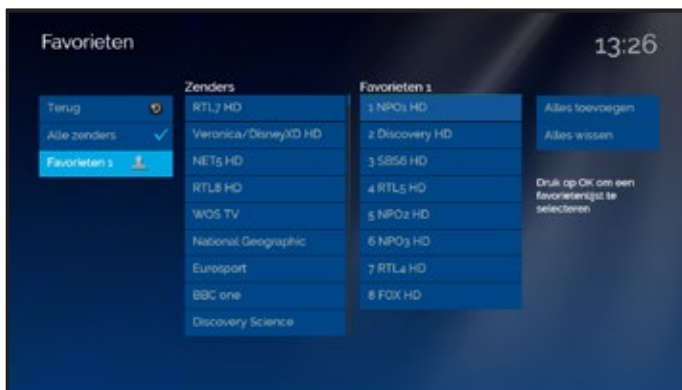 Favorieten
13:26
Terug
Alle zenders
Favorieten 1
Zenders
RTL7 HD
Veronica/DisneyXD HD
NET5 HD
RTL8 HD
WOS TV
National Geographic
Eurosport
BBC one
Discovery Science
Favorieten 1
1 NPO1 HD
2 Discovery HD
3 SBS6 HD
4 RTL5 HD
5 NPO2 HD
6 NPO3 HD
7 RTL4 HD
8 FOX HD
Alles toevoegen
Alles wissen
Druk op OK om een
favorietenlijst te
selecteren